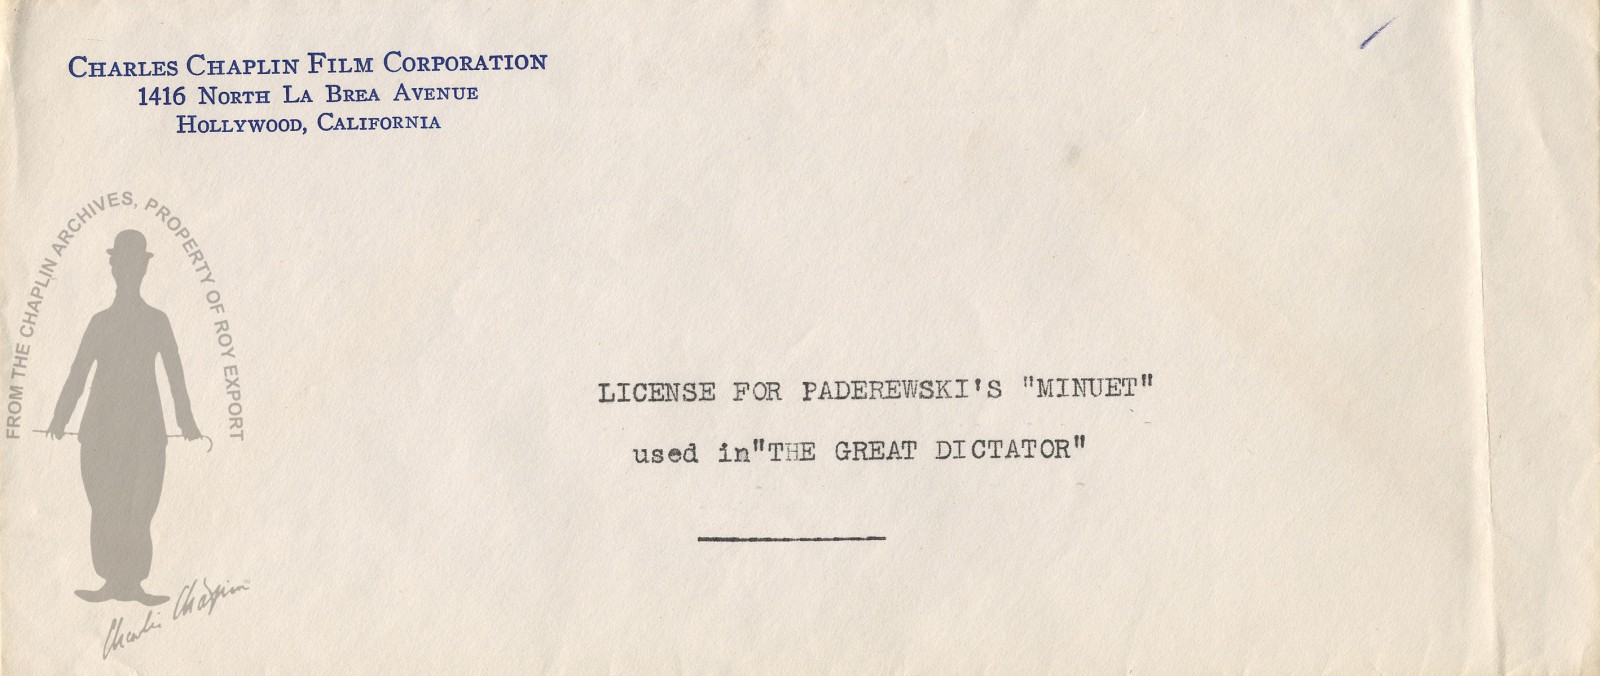 CHARLES CHAPLIN FILM CORPORATION
1416 NORTH LA BREA AVENUE
HOLLYWOOD, CALIFORNIA
FROM THE CHAPLIN ARCHIVES, PROPERTY OF ROY EXPORT
LICENSE FOR PADEREWSKI'S "MINUET"
used in"THE GREAT DICTATOR"
Charlie Chaplin